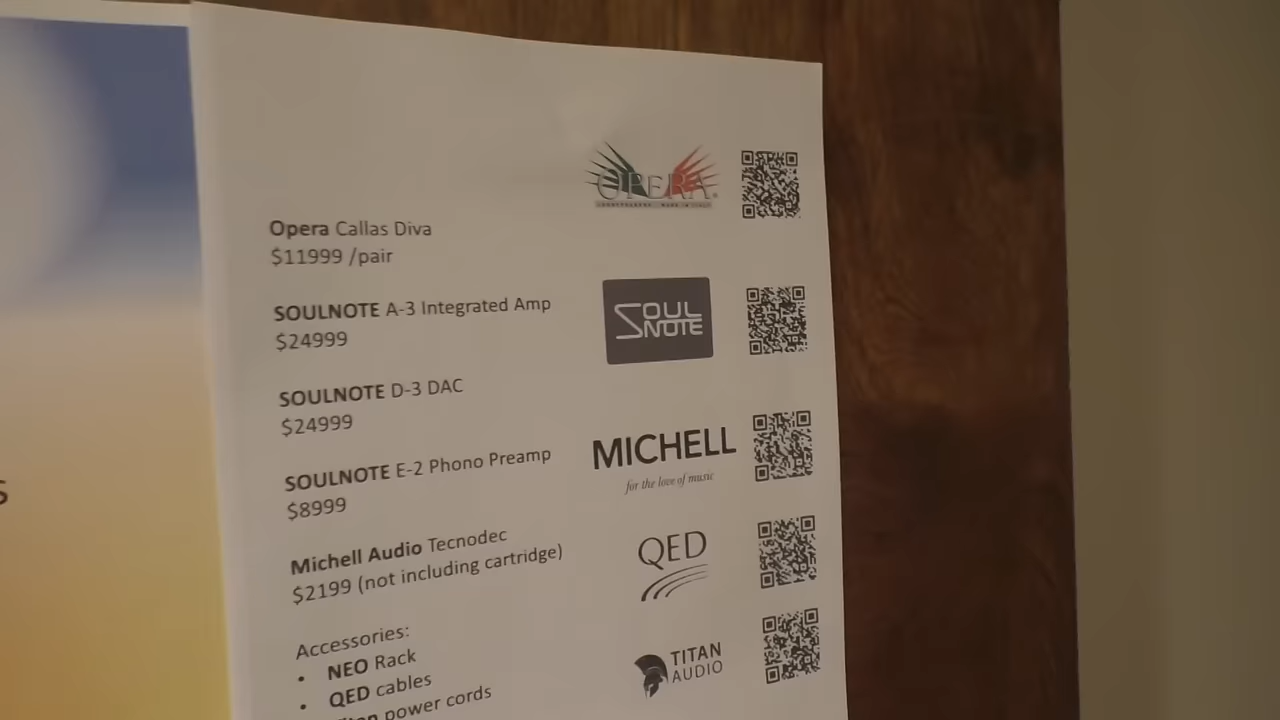 OPERA
Opera Callas Diva
$11999 /pair
SOULNOTE A-3 Integrated Amp
$24999
SOUL NOTE
SOULNOTE D-3 DAC
$24999
SOULNOTE E-2 Phono Preamp
$8999
MICHELL
for the love of music
Michell Audio Tecnodec
$2199 (not including cartridge)
QED
Accessories:
• NEO Rack
• QED cables
power cords
TITAN
AUDIO
S